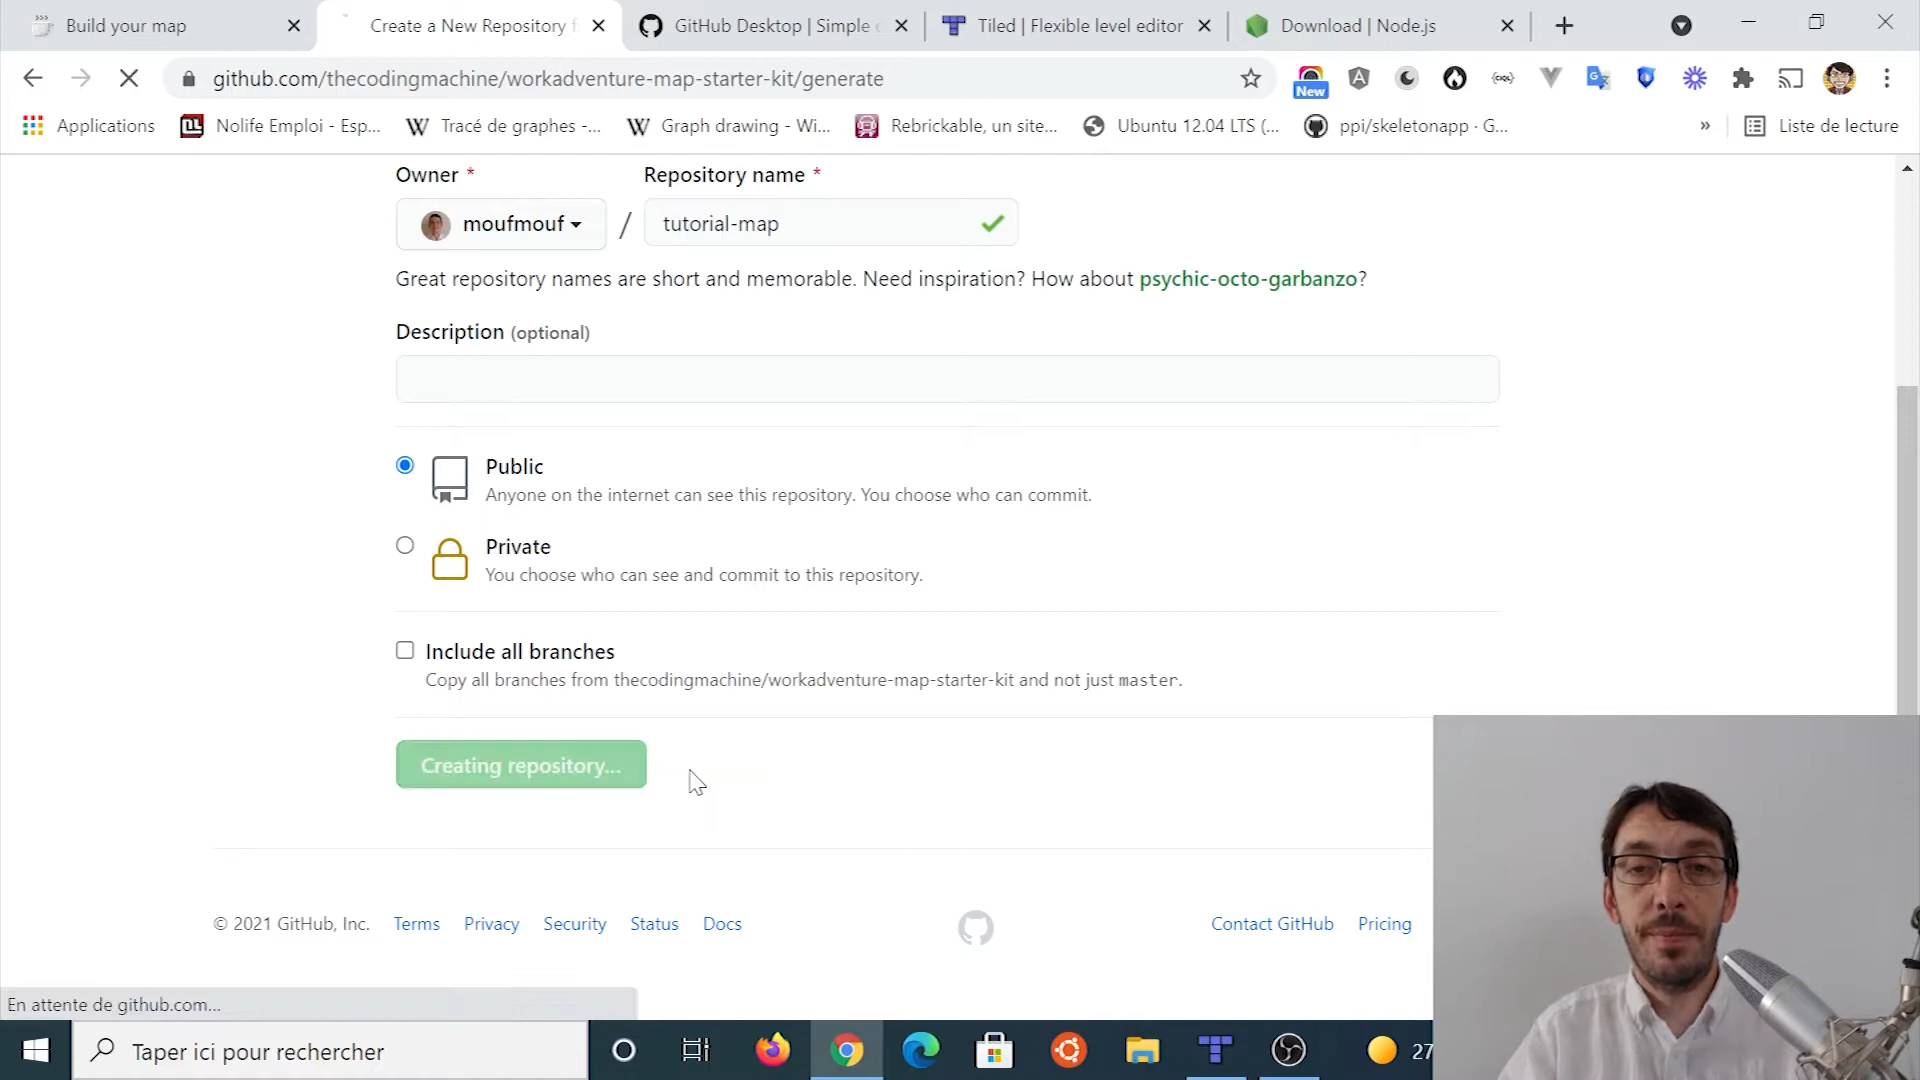 Build your map
Create a New Repository f
GitHub Desktop | Simple c
Tiled | Flexible level editor
Download | Node.js
github.com/thecodingmachine/workadventure-map-starter-kit/generate
New
Applications
Nolife Emploi - Esp...
Tracé de graphes -...
Graph drawing - Wi...
Rebrickable, un site...
Ubuntu 12.04 LTS (...
ppi/skeletonapp · G...
»
Liste de lecture
Owner *
Repository name *
moufmouf
/
tutorial-map
Great repository names are short and memorable. Need inspiration? How about psychic-octo-garbanzo?
Description (optional)
Public
Anyone on the internet can see this repository. You choose who can commit.
Private
You choose who can see and commit to this repository.
Include all branches
Copy all branches from thecodingmachine/workadventure-map-starter-kit and not just master.
Creating repository...
© 2021 GitHub, Inc.
Terms
Privacy
Security
Status
Docs
Contact GitHub
Pricing
En attente de github.com...
Taper ici pour rechercher
27